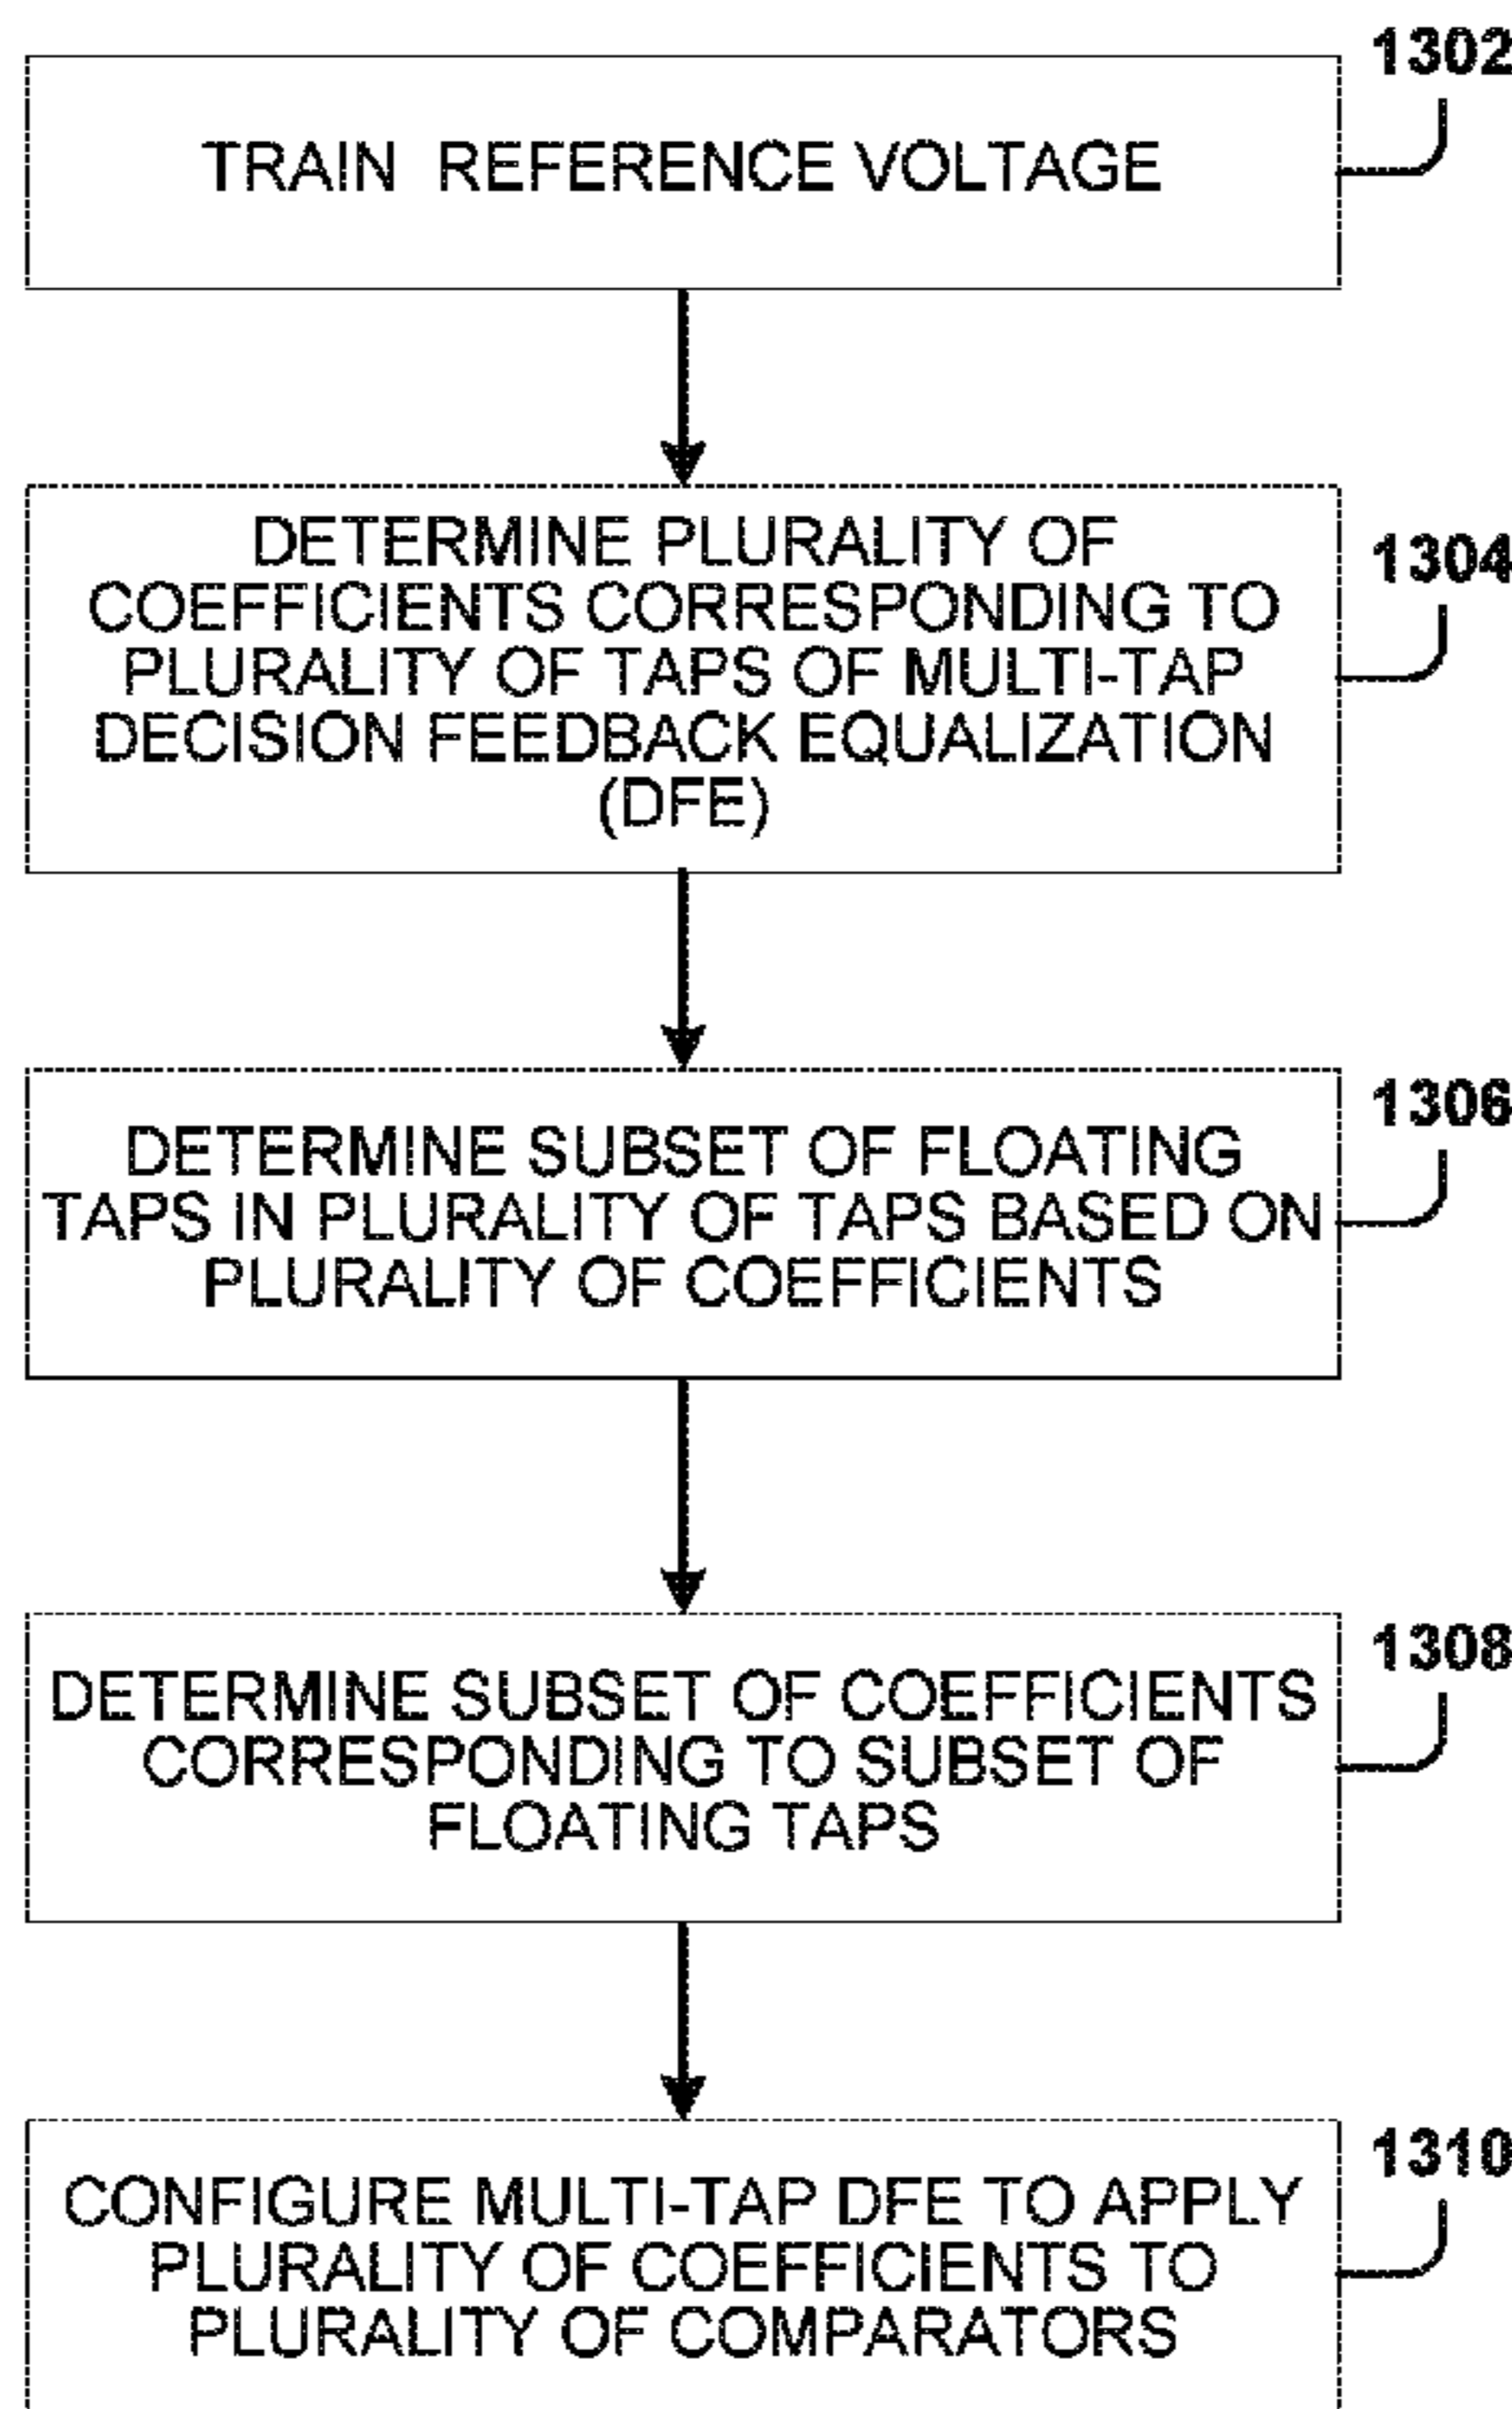 1302
TRAIN REFERENCE VOLTAGE
DETERMINE PLURALITY OF
COEFFICIENTS CORRESPONDING TO
PLURALITY OF TAPS OF MULTI-TAP
DECISION FEEDBACK EQUALIZATION
(DFE)
1304
DETERMINE SUBSET OF FLOATING
TAPS IN PLURALITY OF TAPS BASED ON
PLURALITY OF COEFFICIENTS
1306
DETERMINE SUBSET OF COEFFICIENTS
CORRESPONDING TO SUBSET OF
FLOATING TAPS
1308
CONFIGURE MULTI-TAP DFE TO APPLY
PLURALITY OF COEFFICIENTS TO
PLURALITY OF COMPARATORS
1310